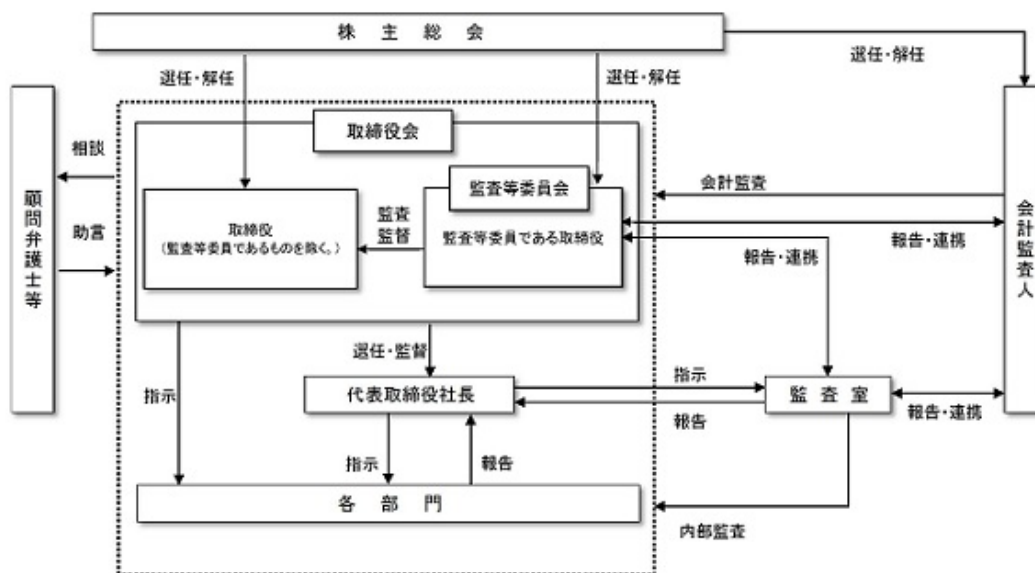 株主総会
選任・解任
選任・解任
選任・解任
取締役会
相談
監査等委員会
会計監査
顧問弁護士等
会計監査人
取締役
(監査等委員であるものを除く。)
監査
監督
監査等委員である取締役
助言
報告・連携
報告・連携
選任・監督
指示
代表取締役社長
指示
監査室
報告
報告・連携
指示
報告
各部門
内部監査